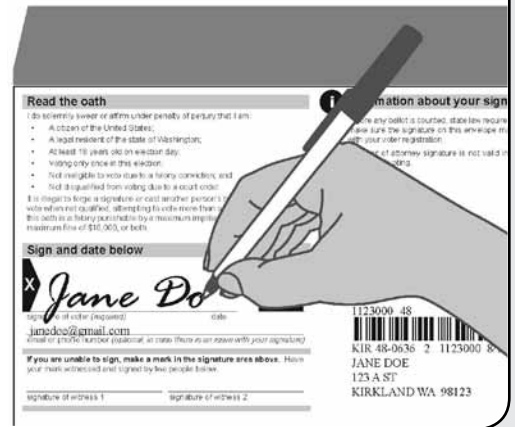 Read the oath
I do solemnly swear or affirm under penalty of perjury that I am:
• A citizen of the United States;
• A legal resident of the state of Washington;
• At least 18 years old on election day;
• Voting only once in this election;
• Not ineligible to vote due to a felony conviction; and
• Not disqualified from voting due to a court order.
It is illegal to forge a signature or cast another person's
vote when not qualified, attempting to vote more than
this oath is a felony punishable by a maximum
maximum fine of $10,000, or both.
Sign and date below
X Jane Do
signature of voter (required) date
janedoe@gmail.com
email or phone number (optional, in case there is an issue with your signature)
If you are unable to sign, make a mark in the signature area above. Have
your mark witnessed and signed by two people below.
signature of witness 1 signature of witness 2
i mation about your sign
any ballot is counted, state law require
make sure the signature on this envelope m
your voter registration.
of attorney signature is not valid
1123000 48
KIR 48-0636 2 1123000
JANE DOE
123 A ST
KIRKLAND WA 98123